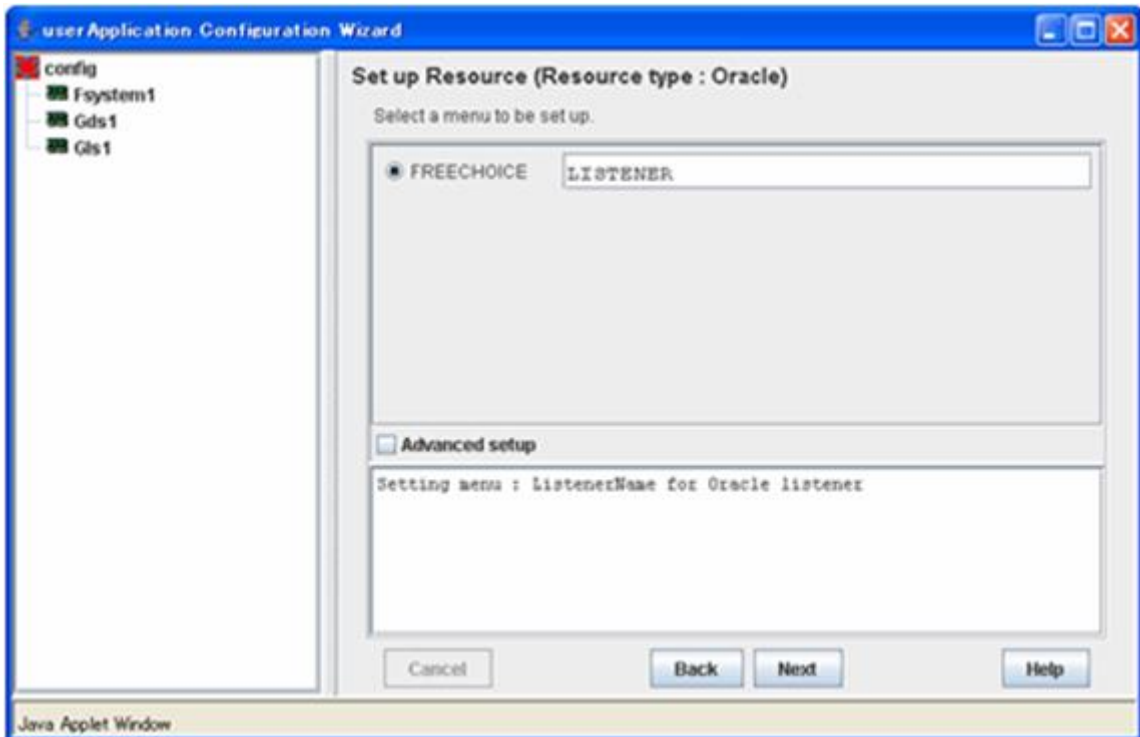 userApplication Configuration Wizard
config
Fsystem1
Gds1
Gls1
Set up Resource (Resource type : Oracle)
Select a menu to be set up.
FREECHOICE LISTENER
Advanced setup
Setting menu : ListenerName for Oracle listener
Cancel Back Next Help
Java Applet Window